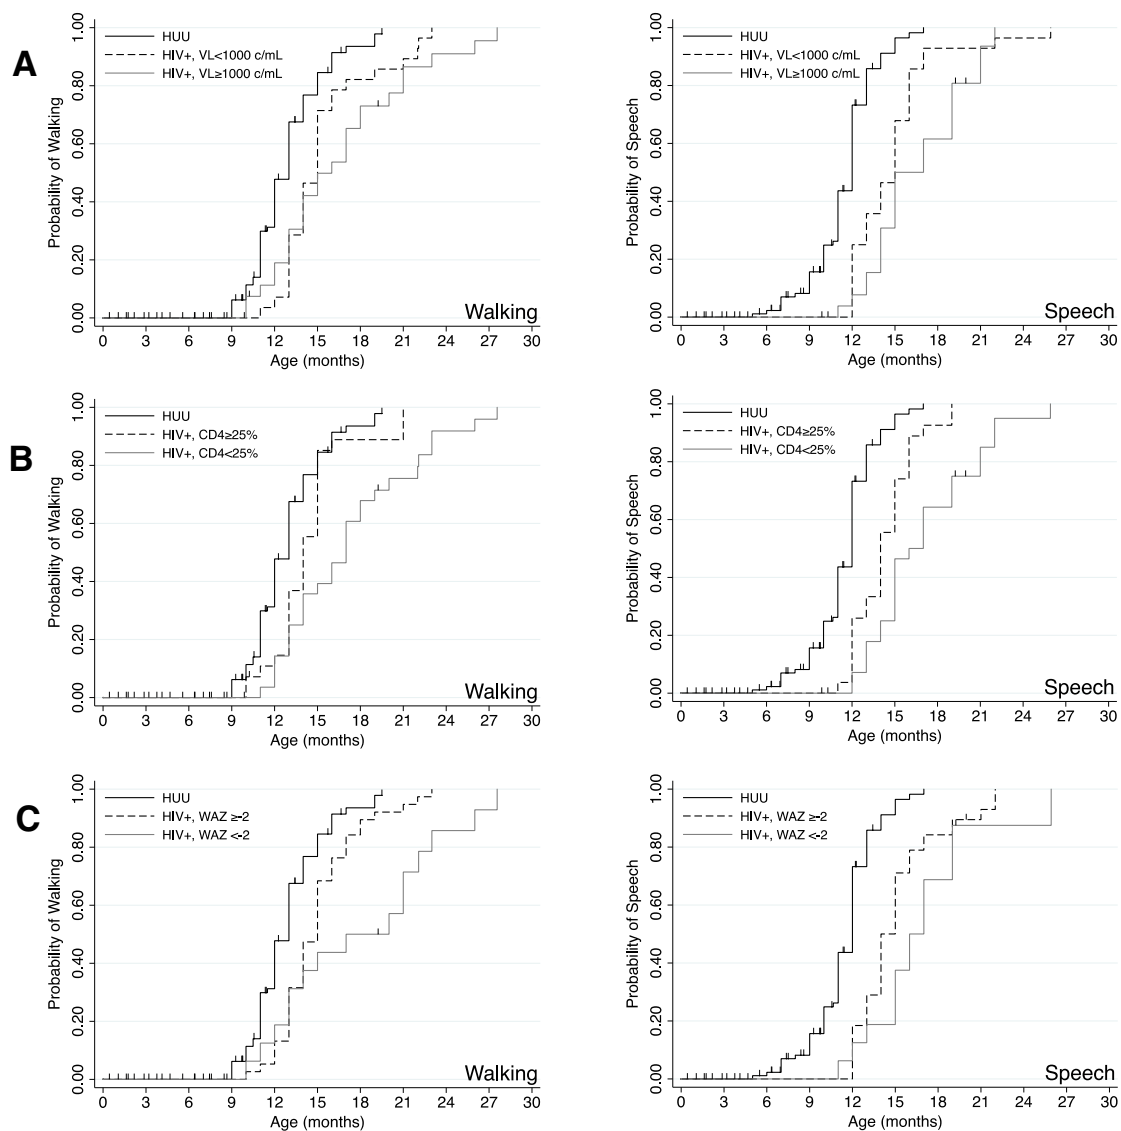 A
HUU
HIV+, VL<1000 c/mL
HIV+, VL≥1000 c/mL
Probability of Walking
0.00 0.20 0.40 0.60 0.80 1.00
0 3 6 9 12 15 18 21 24 27 30
Age (months)
Walking
HUU
HIV+, VL<1000 c/mL
HIV+, VL≥1000 c/mL
Probability of Speech
0.00 0.20 0.40 0.60 0.80 1.00
0 3 6 9 12 15 18 21 24 27 30
Age (months)
Speech
B
HUU
HIV+, CD4≥25%
HIV+, CD4<25%
Probability of Walking
0.00 0.20 0.40 0.60 0.80 1.00
0 3 6 9 12 15 18 21 24 27 30
Age (months)
Walking
HUU
HIV+, CD4≥25%
HIV+, CD4<25%
Probability of Speech
0.00 0.20 0.40 0.60 0.80 1.00
0 3 6 9 12 15 18 21 24 27 30
Age (months)
Speech
C
HUU
HIV+, WAZ ≥-2
HIV+, WAZ <-2
Probability of Walking
0.00 0.20 0.40 0.60 0.80 1.00
0 3 6 9 12 15 18 21 24 27 30
Age (months)
Walking
HUU
HIV+, WAZ ≥-2
HIV+, WAZ <-2
Probability of Speech
0.00 0.20 0.40 0.60 0.80 1.00
0 3 6 9 12 15 18 21 24 27 30
Age (months)
Speech